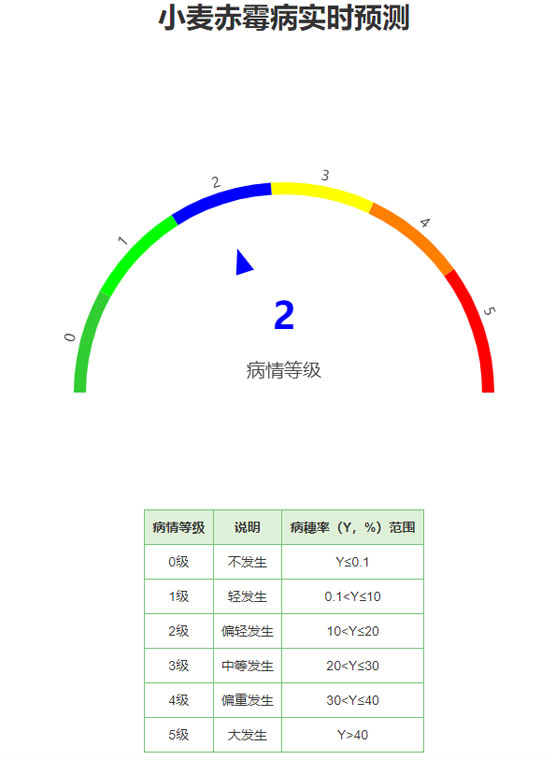 小麦赤霉病实时预测
0
1
2
3
4
5
2
病情等级
病情等级 说明 病穗率（Y，%）范围
0级 不发生 Y≤0.1
1级 轻发生 0.1<Y≤10
2级 偏轻发生 10<Y≤20
3级 中等发生 20<Y≤30
4级 偏重发生 30<Y≤40
5级 大发生 Y>40